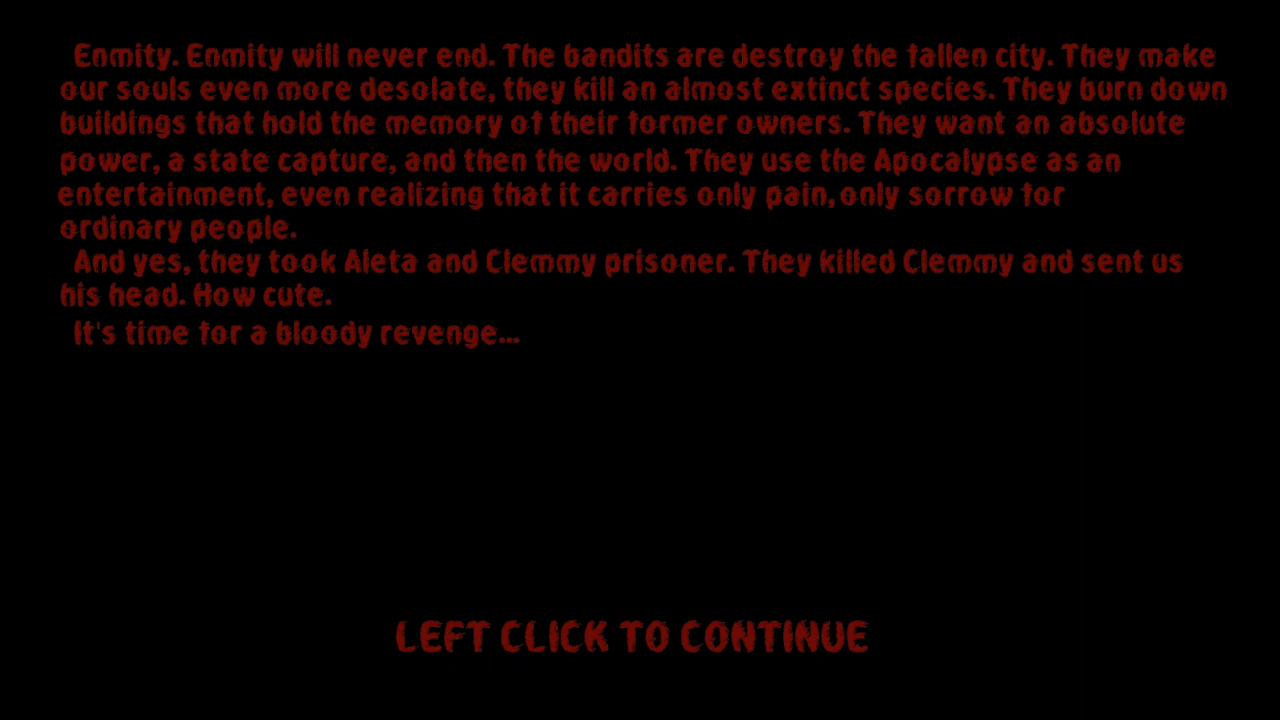 Enmity. Enmity will never end. The bandits are destroy the fallen city. They make
our souls even more desolate, they kill an almost extinct species. They burn down
buildings that hold the memory of their former owners. They want an absolute
power, a state capture, and then the world. They use the Apocalypse as an
entertainment, even realizing that it carries only pain, only sorrow for
ordinary people.
And yes, they took Aleta and Clemmy prisoner. They killed Clemmy and sent us
his head. How cute.
It's time for a bloody revenge...
LEFT CLICK TO CONTINUE